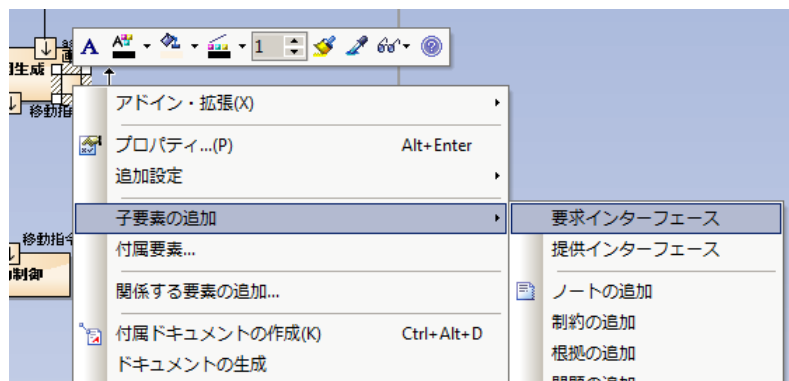 A
1
生成
移動指
アドイン・拡張(X)
プロパティ...(P) Alt+Enter
追加設定
子要素の追加
要求インターフェース
移動指令
付属要素...
提供インターフェース
制御
関係する要素の追加...
ノートの追加
制約の追加
付属ドキュメントの作成(K) Ctrl+Alt+D
根拠の追加
ドキュメントの生成